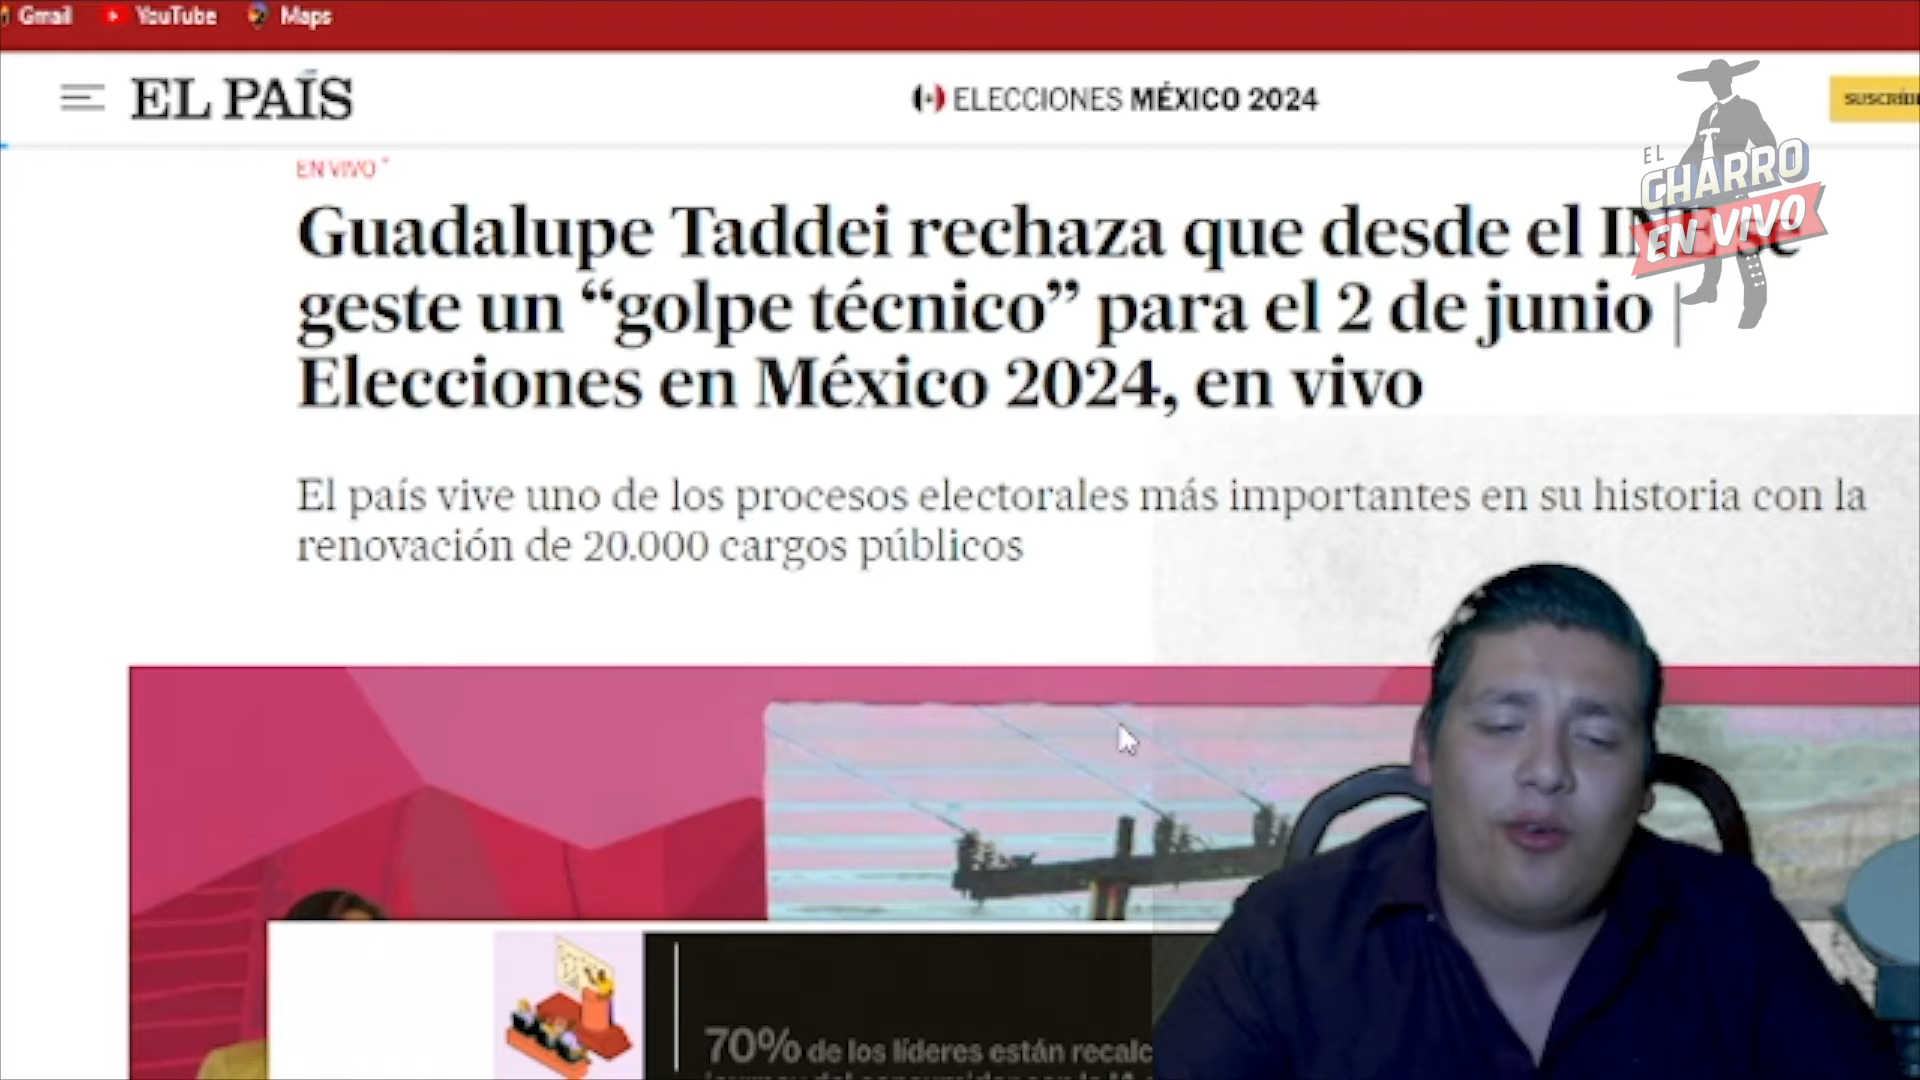 Gmail
YouTube
Maps
EL PAÍS
ELECCIONES MÉXICO 2024
EL
CHARRO
EN VIVO
EN VIVO
Guadalupe Taddei rechaza que desde el INE se
geste un “golpe técnico” para el 2 de junio |
Elecciones en México 2024, en vivo
El país vive uno de los procesos electorales más importantes en su historia con la
renovación de 20.000 cargos públicos
70% de los líderes están recalc